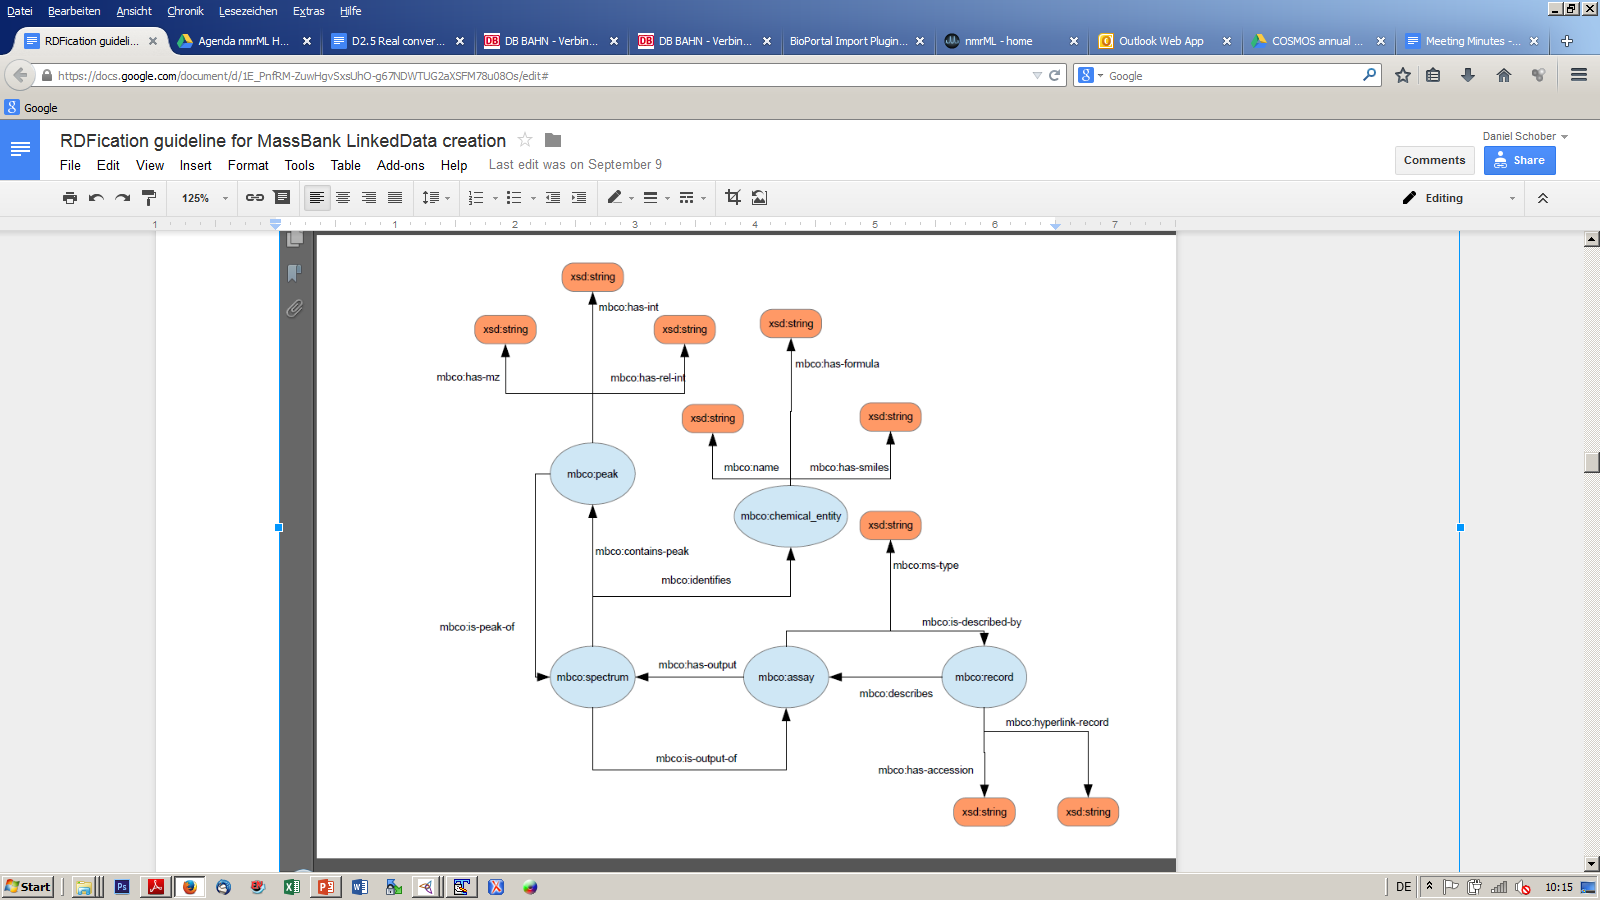 Datei Bearbeiten Ansicht Chronik Lesezeichen Extras Hilfe
RDFication guideli... Agenda nmrML H... D2.5 Real conver... DB BAHN - Verbin... DB BAHN - Verbin... BioPortal Import Plugin... nmrML - home Outlook Web App COSMOS annual ... Meeting Minutes - ...
https://docs.google.com/document/d/1E_PnfRM-ZuwHgvSxsUhO-g67NDWTUG2aXSFM78u08Os/edit#
Google
Google
RDFication guideline for MassBank LinkedData creation
Daniel Schober
File Edit View Insert Format Tools Table Add-ons Help Last edit was on September 9
Comments Share
125% Editing
1 1 2 3 4 5 6 7
xsd:string
mbco:has-int
xsd:string xsd:string xsd:string
mbco:has-formula
mbco:has-mz mbco:has-rel-int
xsd:string xsd:string
mbco:name mbco:has-smiles
mbco:peak
mbco:chemical_entity xsd:string
mbco:contains-peak
mbco:ms-type
mbco:identifies
mbco:is-peak-of mbco:is-described-by
mbco:has-output
mbco:spectrum mbco:assay mbco:record
mbco:describes
mbco:hyperlink-record
mbco:is-output-of
mbco:has-accession
xsd:string xsd:string
Start DE 10:15